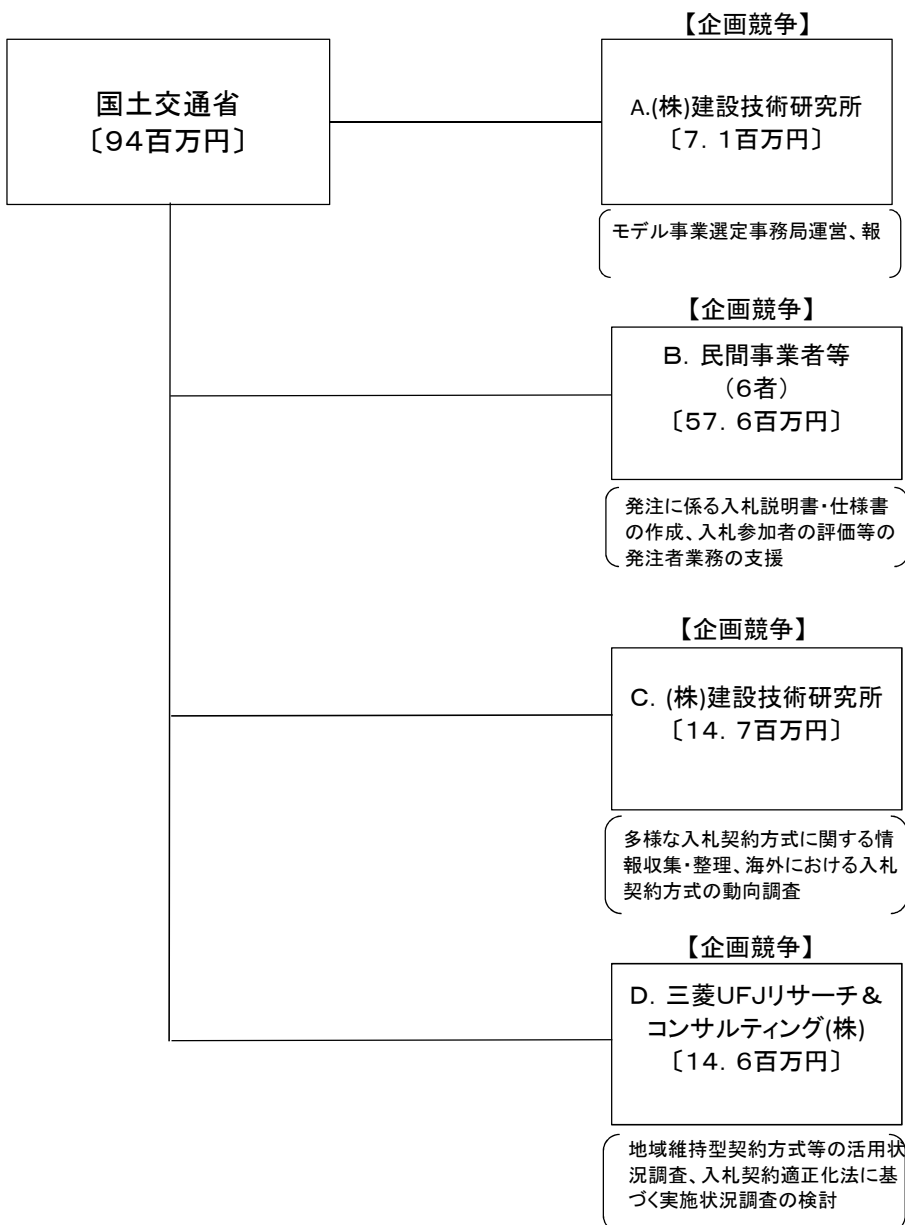 国土交通省
〔94百万円〕
【企画競争】
A.(株)建設技術研究所
〔7. 1百万円〕
モデル事業選定事務局運営、報
【企画競争】
B. 民間事業者等
(6者)
〔57. 6百万円〕
発注に係る入札説明書・仕様書
の作成、入札参加者の評価等の
発注者業務の支援
【企画競争】
C. (株)建設技術研究所
〔14. 7百万円〕
多様な入札契約方式に関する情
報収集・整理、海外における入札
契約方式の動向調査
【企画競争】
D. 三菱UFJリサーチ&
コンサルティング(株)
〔14. 6百万円〕
地域維持型契約方式等の活用状
況調査、入札契約適正化法に基
づく実施状況調査の検討